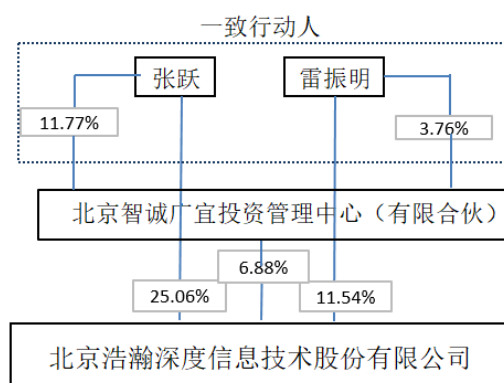 一致行动人
张跃
雷振明
11.77%
3.76%
北京智诚广宜投资管理中心（有限合伙）
6.88%
25.06%
11.54%
北京浩瀚深度信息技术股份有限公司